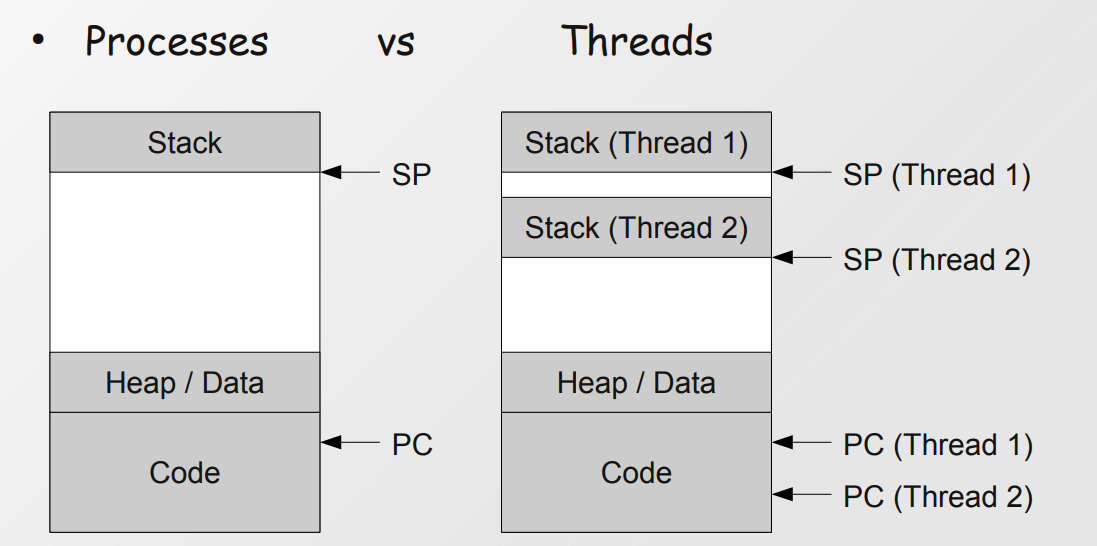 • Processes vs Threads
Stack
SP
Heap / Data
PC
Code
Stack (Thread 1)
SP (Thread 1)
Stack (Thread 2)
SP (Thread 2)
Heap / Data
PC (Thread 1)
Code
PC (Thread 2)